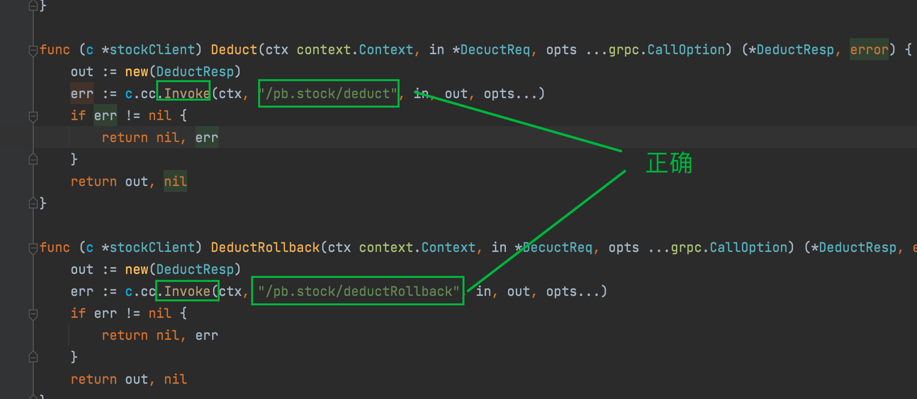 }
func (c *stockClient) Deduct(ctx context.Context, in *DecuctReq, opts ...grpc.CallOption) (*DeductResp, error) {
out := new(DeductResp)
err := c.cc.Invoke(ctx, "/pb.stock/deduct", in, out, opts...)
if err != nil {
return nil, err
}
return out, nil
}
正确
func (c *stockClient) DeductRollback(ctx context.Context, in *DecuctReq, opts ...grpc.CallOption) (*DeductResp, e
out := new(DeductResp)
err := c.cc.Invoke(ctx, "/pb.stock/deductRollback" in, out, opts...)
if err != nil {
return nil, err
}
return out, nil
}